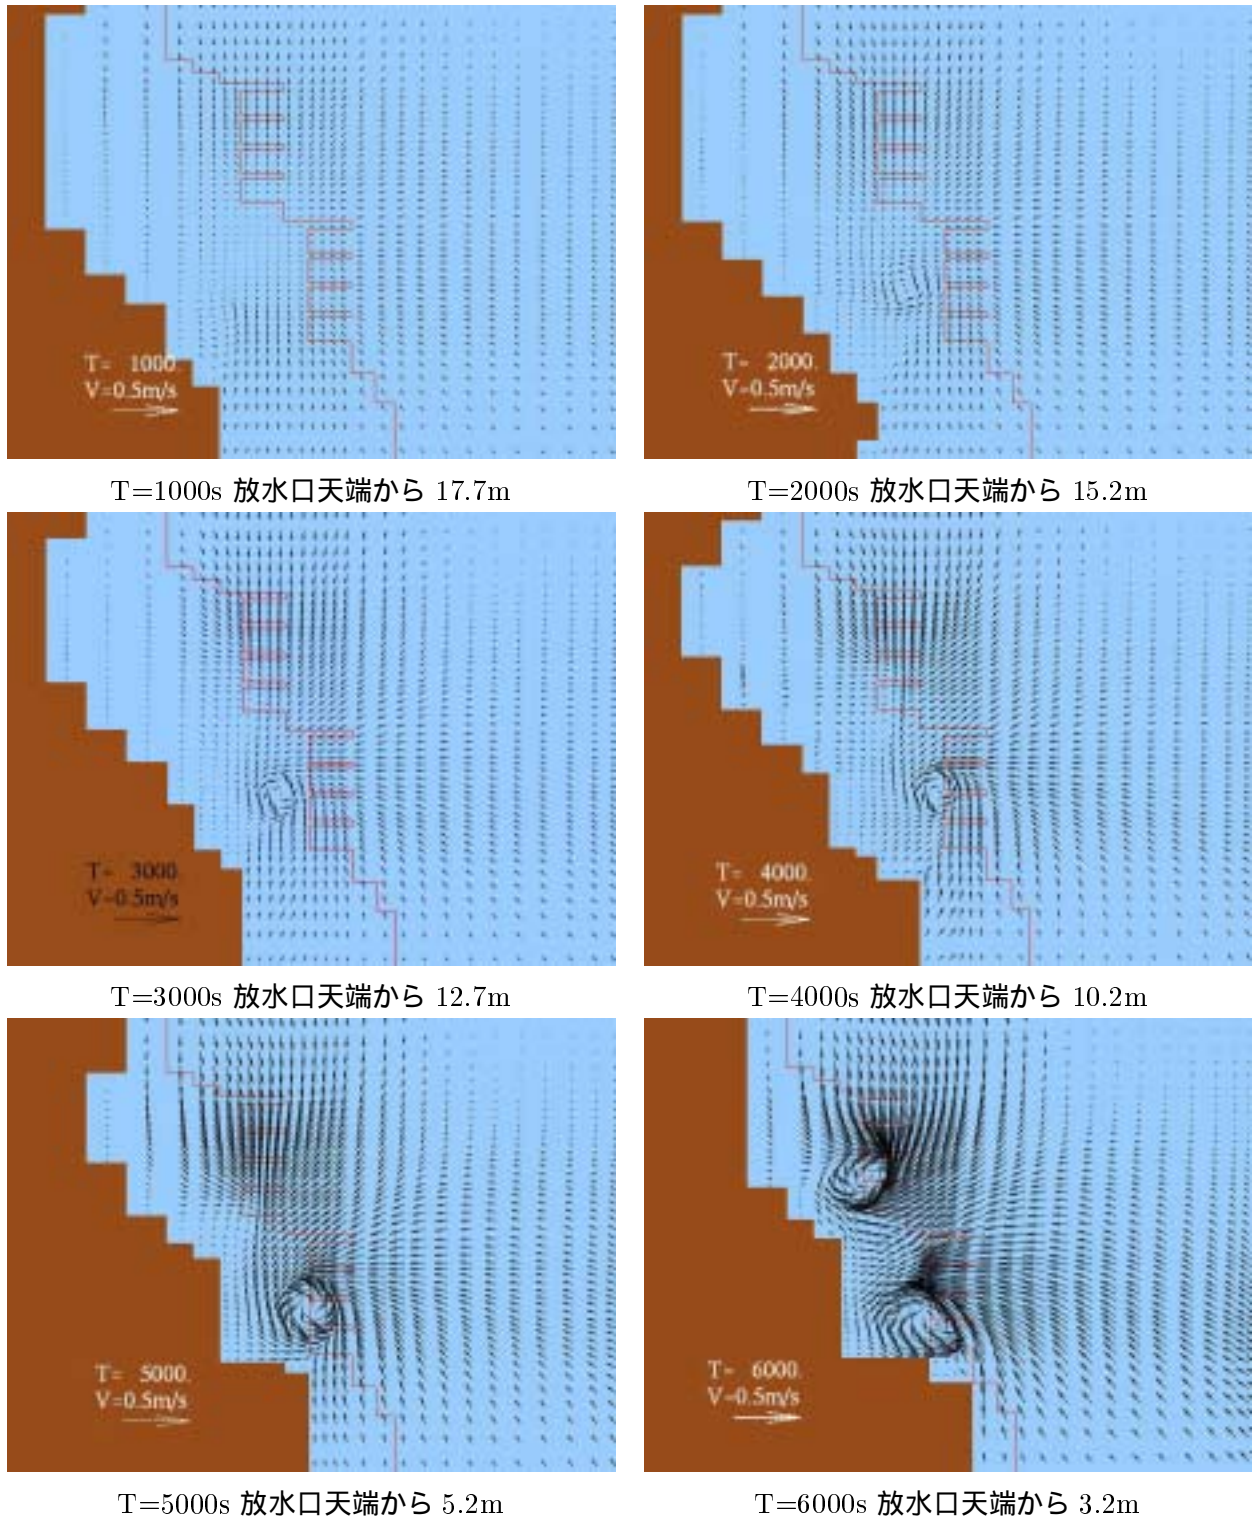 T= 1000
V=0.5m/s
T= 2000.
V=0.5m/s
T=1000s 放水口天端から 17.7m
T=2000s 放水口天端から 15.2m
T= 3000.
V=0.5m/s
T= 4000.
V=0.5m/s
T=3000s 放水口天端から 12.7m
T=4000s 放水口天端から 10.2m
T= 5000.
V=0.5m/s
T= 6000.
V=0.5m/s
T=5000s 放水口天端から 5.2m
T=6000s 放水口天端から 3.2m